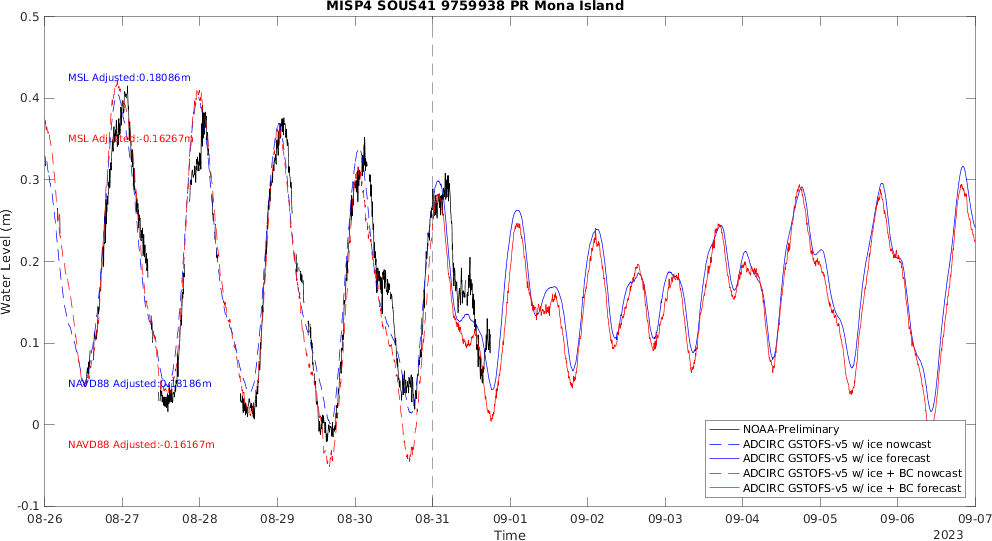 MISP4 SOUS41 9759938 PR Mona Island
0.5
0.4
0.3
0.2
0.1
0
-0.1
Water Level (m)
MSL Adjusted:0.18086m
MSL Adjusted:-0.16267m
NAVD88 Adjusted:0.18186m
NAVD88 Adjusted:-0.16167m
NOAA-Preliminary
ADCIRC GSTOFS-v5 w/ ice nowcast
ADCIRC GSTOFS-v5 w/ ice forecast
ADCIRC GSTOFS-v5 w/ ice + BC nowcast
ADCIRC GSTOFS-v5 w/ ice + BC forecast
08-26 08-27 08-28 08-29 08-30 08-31 09-01 09-02 09-03 09-04 09-05 09-06 09-07
Time
2023